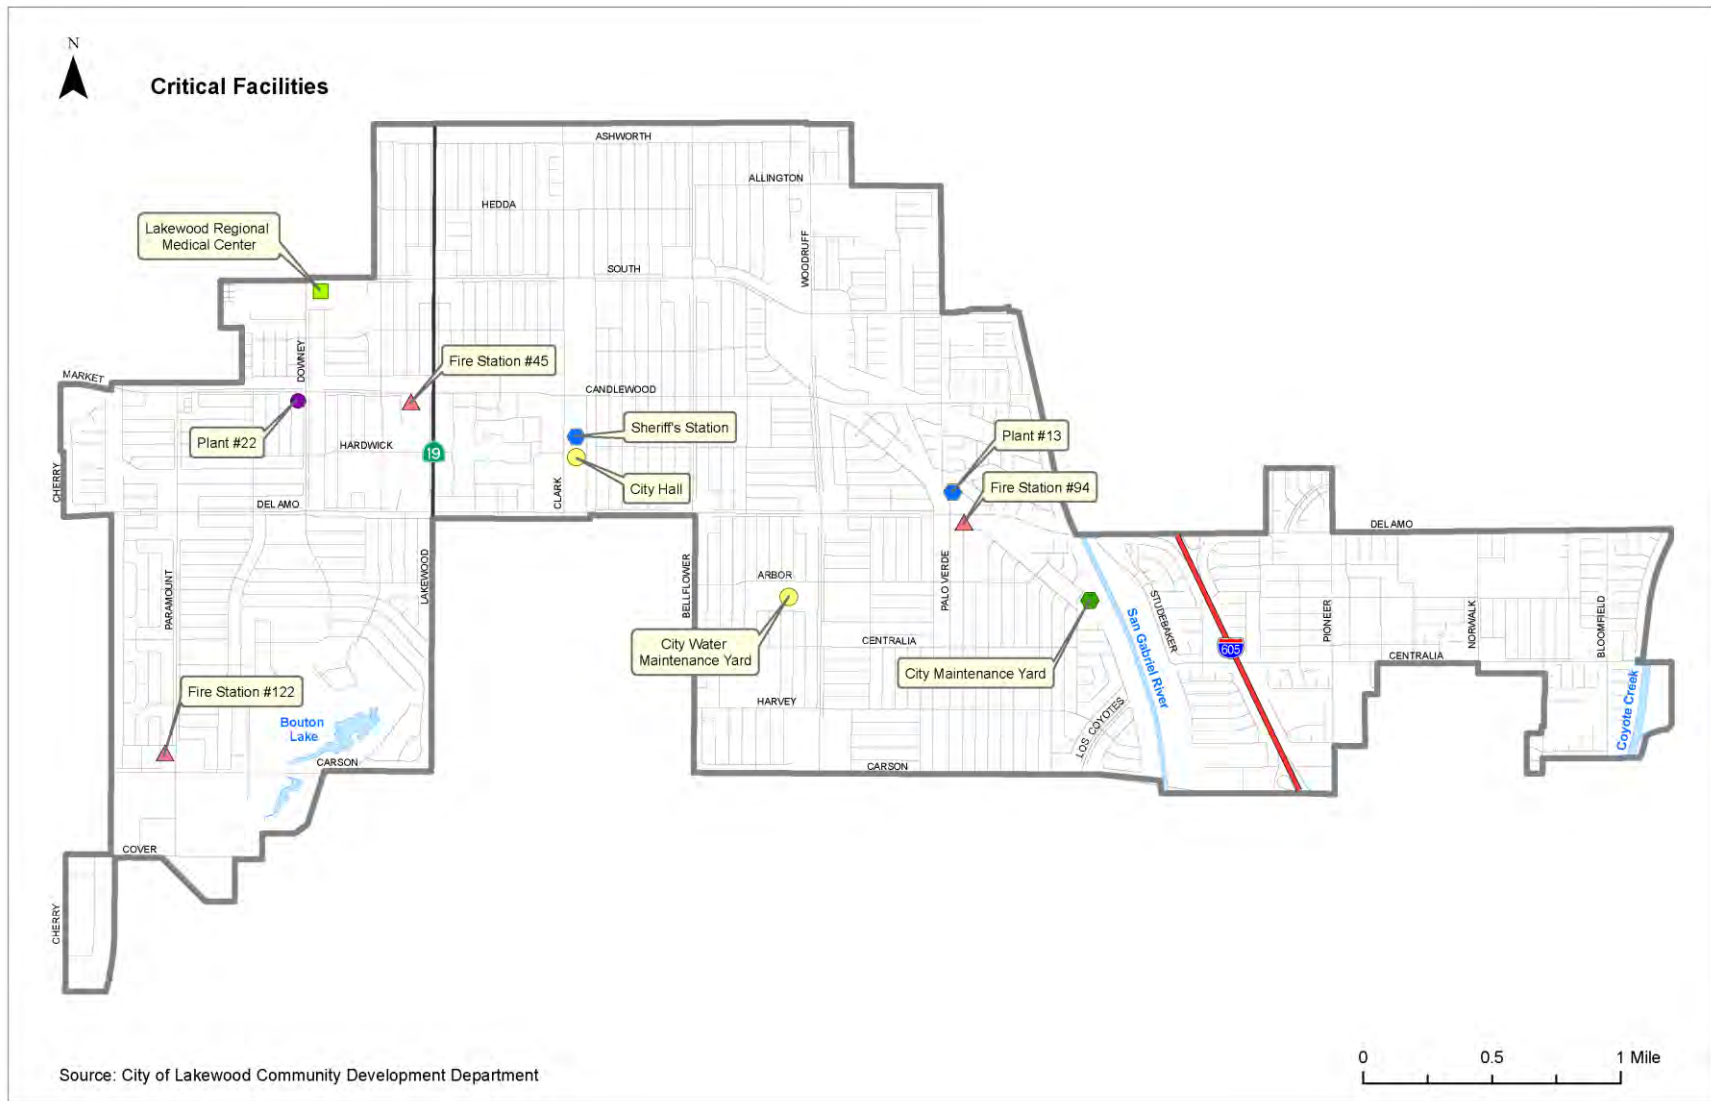 N
Critical Facilities
ASHWORTH
ALLINGTON
HEDDA
Lakewood Regional
Medical Center
WOODRUFF
SOUTH
DOWNEY
Fire Station #45
MARKET
CANDLEWOOD
Sheriff's Station
Plant #22
HARDWICK
19
Plant #13
CHERRY
CLARK
City Hall
Fire Station #94
DEL AMO
DEL AMO
LAKEWOOD
BELLFLOWER
PALO VERDE
ARBOR
PARAMOUNT
STUDEBAKER
PIONEER
NORWALK
BLOOMFIELD
San Gabriel River
605
City Water
Maintenance Yard
CENTRALIA
CENTRALIA
City Maintenance Yard
Fire Station #122
HARVEY
Bouton
Lake
LOS COYOTES
Coyote Creek
CARSON
CARSON
COVER
CHERRY
0 0.5 1 Mile
Source: City of Lakewood Community Development Department